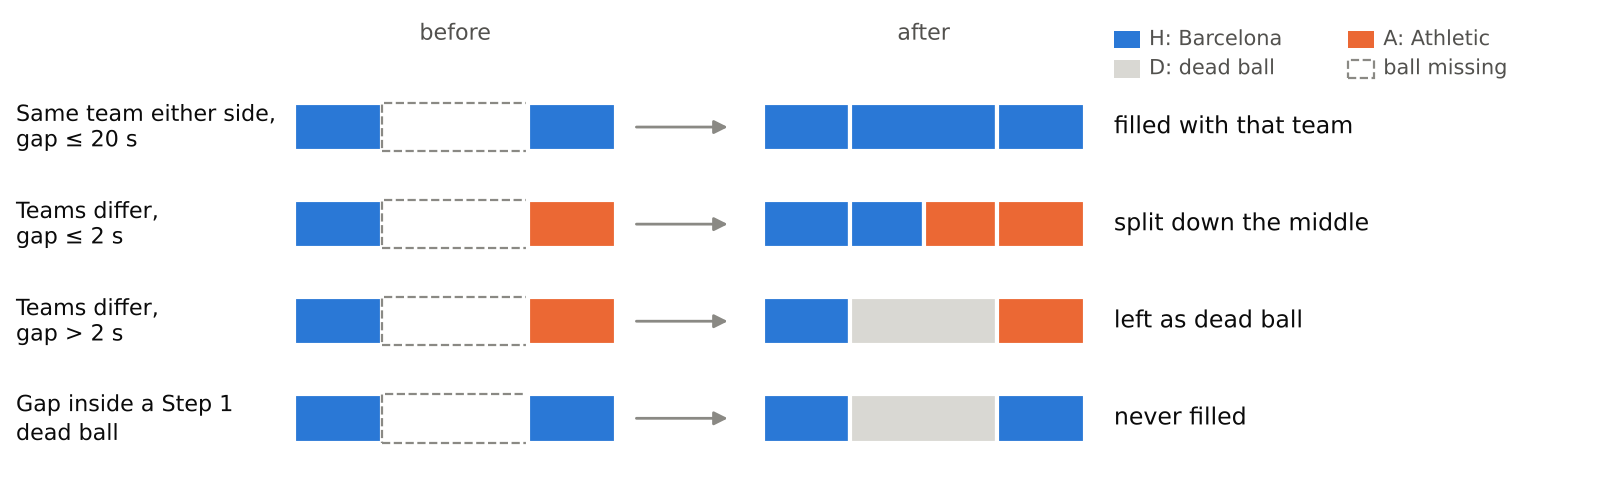 before
after
H: Barcelona
A: Athletic
D: dead ball
ball missing
Same team either side,
gap ≤ 20 s
filled with that team
Teams differ,
gap ≤ 2 s
split down the middle
Teams differ,
gap > 2 s
left as dead ball
Gap inside a Step 1
dead ball
never filled